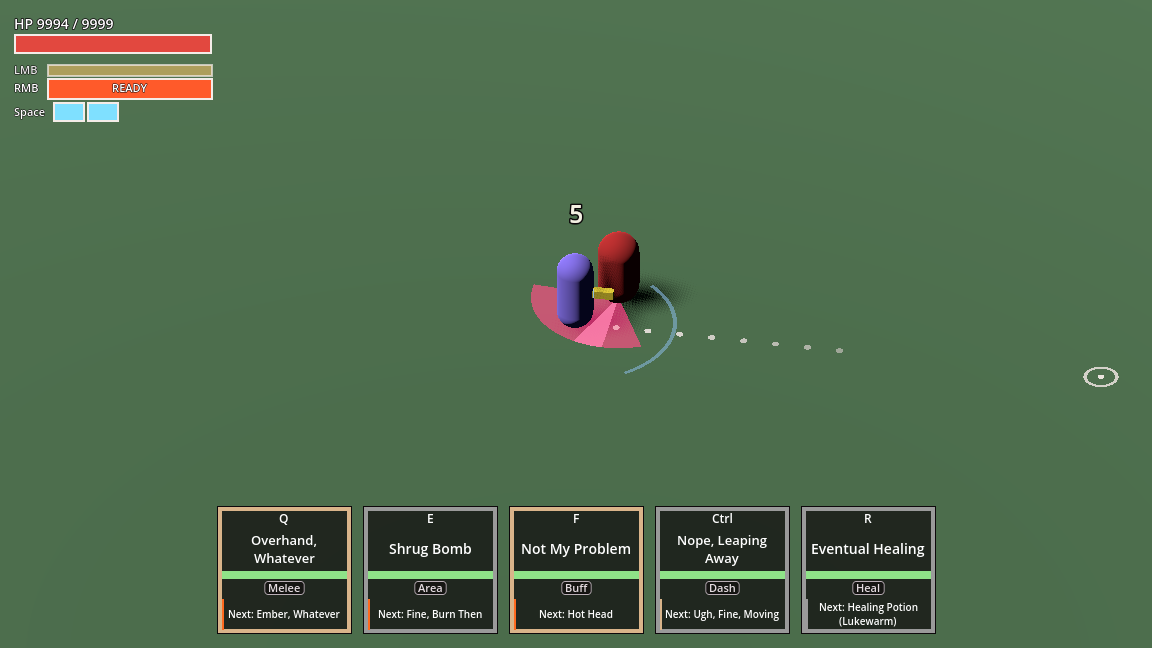 HP 9994 / 9999
LMB
RMB READY
Space
5
Q
Overhand,
Whatever
Melee
Next: Ember, Whatever
E
Shrug Bomb
Area
Next: Fine, Burn Then
F
Not My Problem
Buff
Next: Hot Head
Ctrl
Nope, Leaping
Away
Dash
Next: Ugh, Fine, Moving
R
Eventual Healing
Heal
Next: Healing Potion
(Lukewarm)